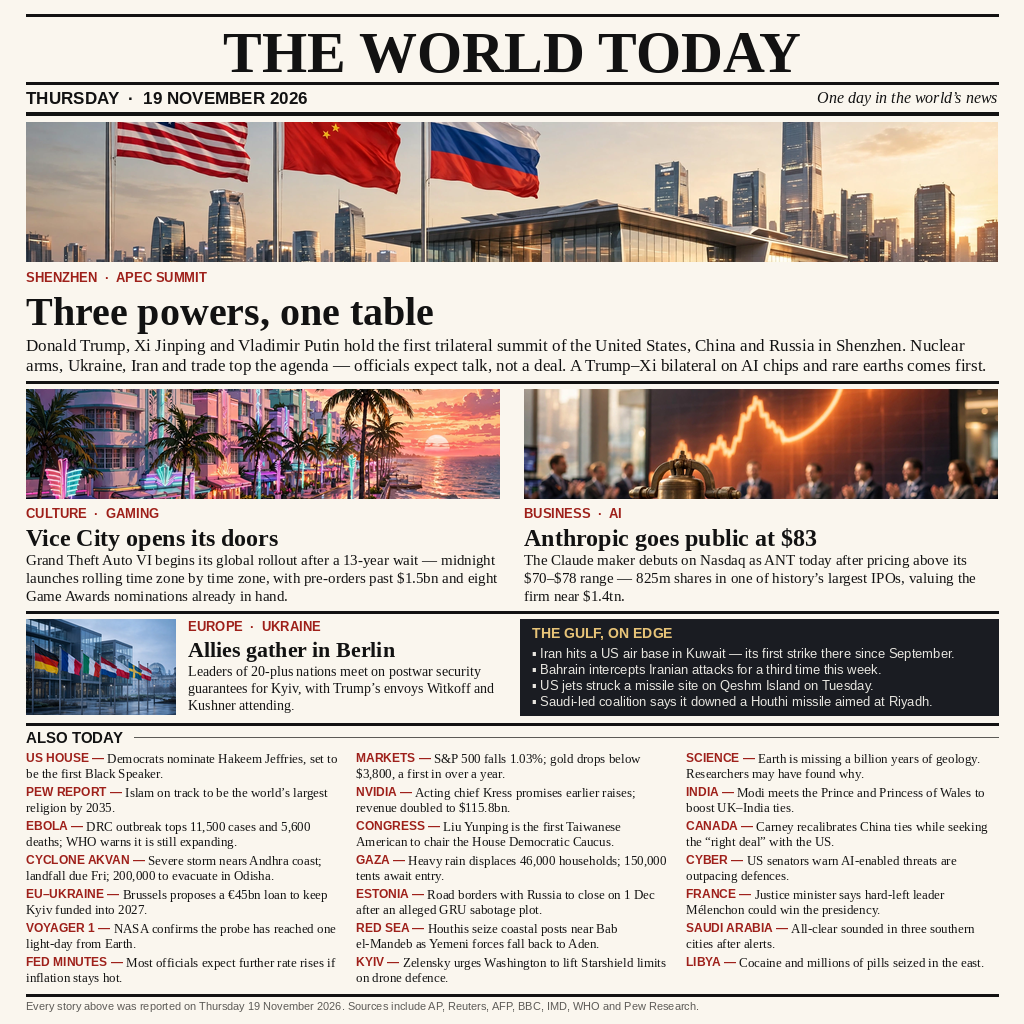 THE WORLD TODAY
THURSDAY · 19 NOVEMBER 2026
One day in the world’s news
SHENZHEN · APEC SUMMIT
Three powers, one table
Donald Trump, Xi Jinping and Vladimir Putin hold the first trilateral summit of the United States, China and Russia in Shenzhen. Nuclear
arms, Ukraine, Iran and trade top the agenda — officials expect talk, not a deal. A Trump–Xi bilateral on AI chips and rare earths comes first.
CULTURE · GAMING
Vice City opens its doors
Grand Theft Auto VI begins its global rollout after a 13-year wait — midnight
launches rolling time zone by time zone, with pre-orders past $1.5bn and eight
Game Awards nominations already in hand.
BUSINESS · AI
Anthropic goes public at $83
The Claude maker debuts on Nasdaq as ANT today after pricing above its
$70–$78 range — 825m shares in one of history’s largest IPOs, valuing the
firm near $1.4tn.
EUROPE · UKRAINE
Allies gather in Berlin
Leaders of 20-plus nations meet on postwar security
guarantees for Kyiv, with Trump’s envoys Witkoff and
Kushner attending.
THE GULF, ON EDGE
▪ Iran hits a US air base in Kuwait — its first strike there since September.
▪ Bahrain intercepts Iranian attacks for a third time this week.
▪ US jets struck a missile site on Qeshm Island on Tuesday.
▪ Saudi-led coalition says it downed a Houthi missile aimed at Riyadh.
ALSO TODAY
US HOUSE — Democrats nominate Hakeem Jeffries, set to
be the first Black Speaker.
PEW REPORT — Islam on track to be the world’s largest
religion by 2035.
EBOLA — DRC outbreak tops 11,500 cases and 5,600
deaths; WHO warns it is still expanding.
CYCLONE AKVAN — Severe storm nears Andhra coast;
landfall due Fri; 200,000 to evacuate in Odisha.
EU–UKRAINE — Brussels proposes a €45bn loan to keep
Kyiv funded into 2027.
VOYAGER 1 — NASA confirms the probe has reached one
light-day from Earth.
FED MINUTES — Most officials expect further rate rises if
inflation stays hot.
MARKETS — S&P 500 falls 1.03%; gold drops below
$3,800, a first in over a year.
NVIDIA — Acting chief Kress promises earlier raises;
revenue doubled to $115.8bn.
CONGRESS — Liu Yunping is the first Taiwanese
American to chair the House Democratic Caucus.
GAZA — Heavy rain displaces 46,000 households; 150,000
tents await entry.
ESTONIA — Road borders with Russia to close on 1 Dec
after an alleged GRU sabotage plot.
RED SEA — Houthis seize coastal posts near Bab
el-Mandeb as Yemeni forces fall back to Aden.
KYIV — Zelensky urges Washington to lift Starshield limits
on drone defence.
SCIENCE — Earth is missing a billion years of geology.
Researchers may have found why.
INDIA — Modi meets the Prince and Princess of Wales to
boost UK–India ties.
CANADA — Carney recalibrates China ties while seeking
the “right deal” with the US.
CYBER — US senators warn AI-enabled threats are
outpacing defences.
FRANCE — Justice minister says hard-left leader
Mélenchon could win the presidency.
SAUDI ARABIA — All-clear sounded in three southern
cities after alerts.
LIBYA — Cocaine and millions of pills seized in the east.
Every story above was reported on Thursday 19 November 2026. Sources include AP, Reuters, AFP, BBC, IMD, WHO and Pew Research.